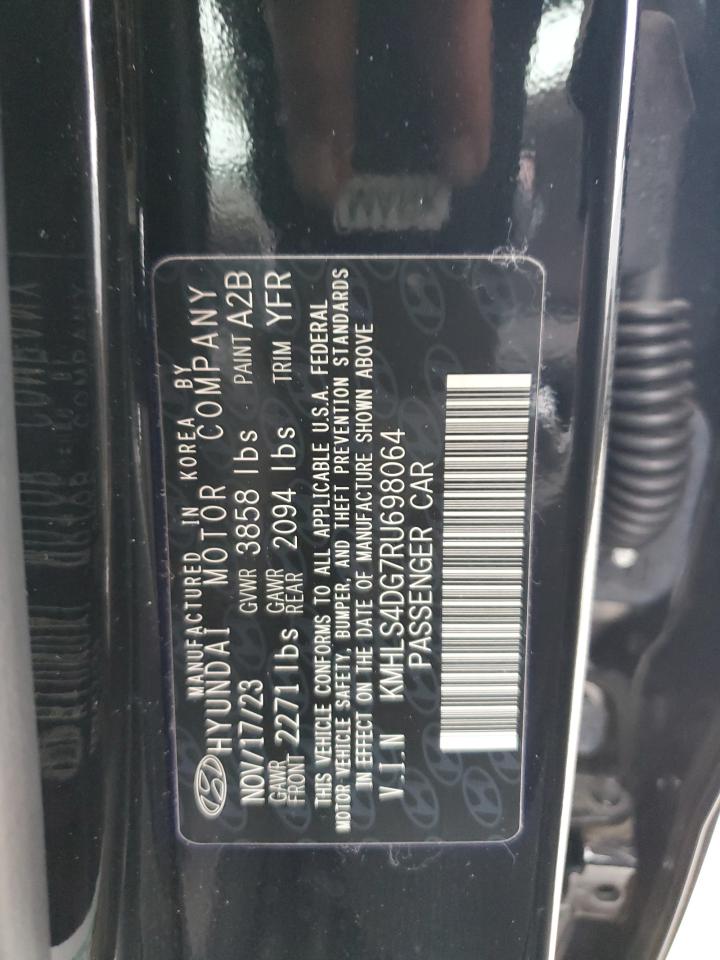 MANUFACTURED IN KOREA BY
HYUNDAI MOTOR COMPANY
NOV/17/23 GVWR 3858 lbs PAINT A2B
GAWR FRONT 2271lbs GAWR REAR 2094 lbs TRIM YFR
THIS VEHICLE CONFORMS TO ALL APPLICABLE U.S.A. FEDERAL
MOTOR VEHICLE SAFETY, BUMPER, AND THEFT PREVENTION STANDARDS
IN EFFECT ON THE DATE OF MANUFACTURE SHOWN ABOVE
V.I.N KMHLS4DG7RU698064
PASSENGER CAR